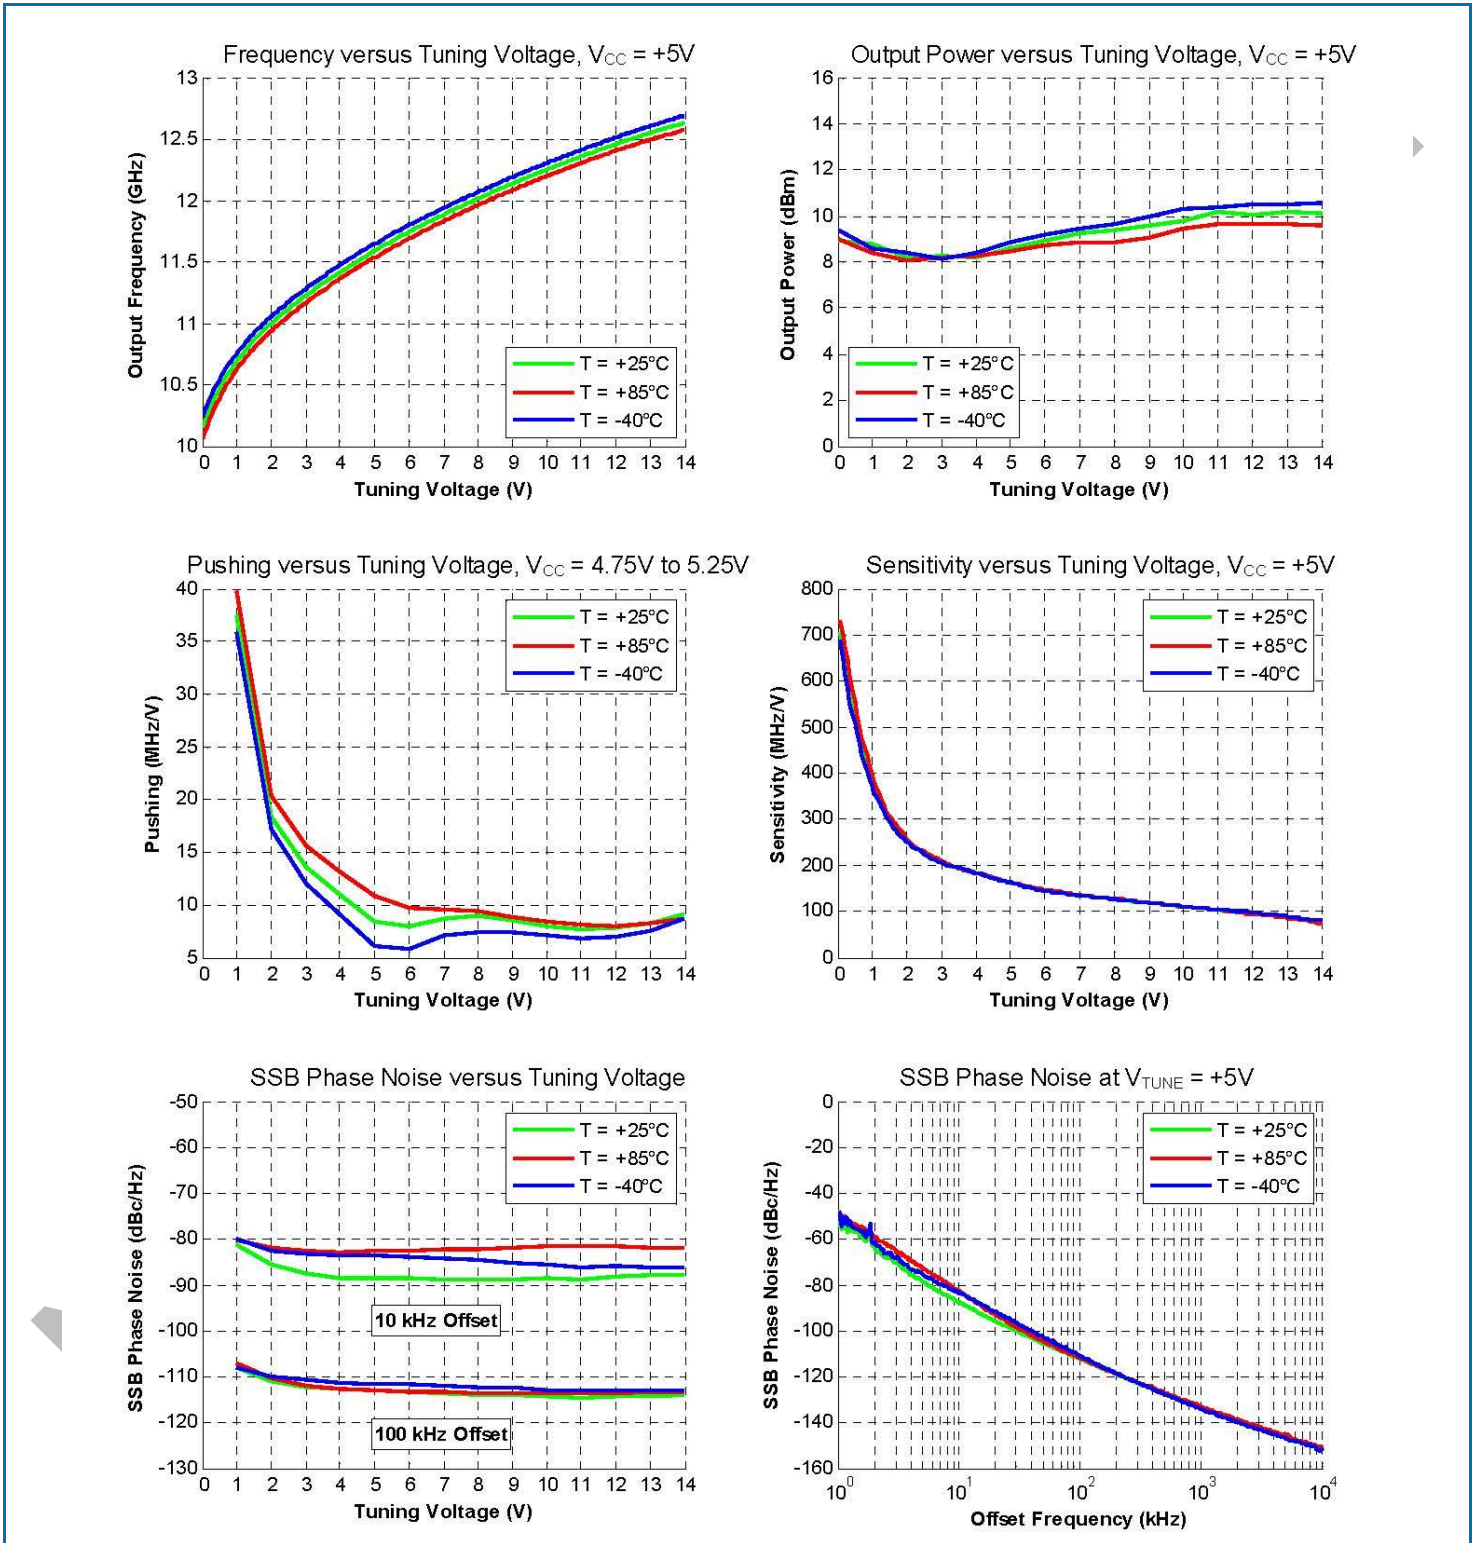 Frequency versus Tuning Voltage, VCC = +5V
13
12.5
12
11.5
11
10.5
10
Output Frequency (GHz)
T = +25°C
T = +85°C
T = -40°C
0 1 2 3 4 5 6 7 8 9 10 11 12 13 14
Tuning Voltage (V)
Output Power versus Tuning Voltage, VCC = +5V
16
14
12
10
8
6
4
2
0
Output Power (dBm)
T = +25°C
T = +85°C
T = -40°C
0 1 2 3 4 5 6 7 8 9 10 11 12 13 14
Tuning Voltage (V)
Pushing versus Tuning Voltage, VCC = 4.75V to 5.25V
40
35
30
25
20
15
10
5
Pushing (MHz/V)
T = +25°C
T = +85°C
T = -40°C
0 1 2 3 4 5 6 7 8 9 10 11 12 13 14
Tuning Voltage (V)
Sensitivity versus Tuning Voltage, VCC = +5V
800
700
600
500
400
300
200
100
0
Sensitivity (MHz/V)
T = +25°C
T = +85°C
T = -40°C
0 1 2 3 4 5 6 7 8 9 10 11 12 13 14
Tuning Voltage (V)
SSB Phase Noise versus Tuning Voltage
-50
-60
-70
-80
-90
-100
-110
-120
-130
SSB Phase Noise (dBc/Hz)
T = +25°C
T = +85°C
T = -40°C
10 kHz Offset
100 kHz Offset
0 1 2 3 4 5 6 7 8 9 10 11 12 13 14
Tuning Voltage (V)
SSB Phase Noise at VTUNE = +5V
0
-20
-40
-60
-80
-100
-120
-140
-160
SSB Phase Noise (dBc/Hz)
T = +25°C
T = +85°C
T = -40°C
10^0 10^1 10^2 10^3 10^4
Offset Frequency (kHz)